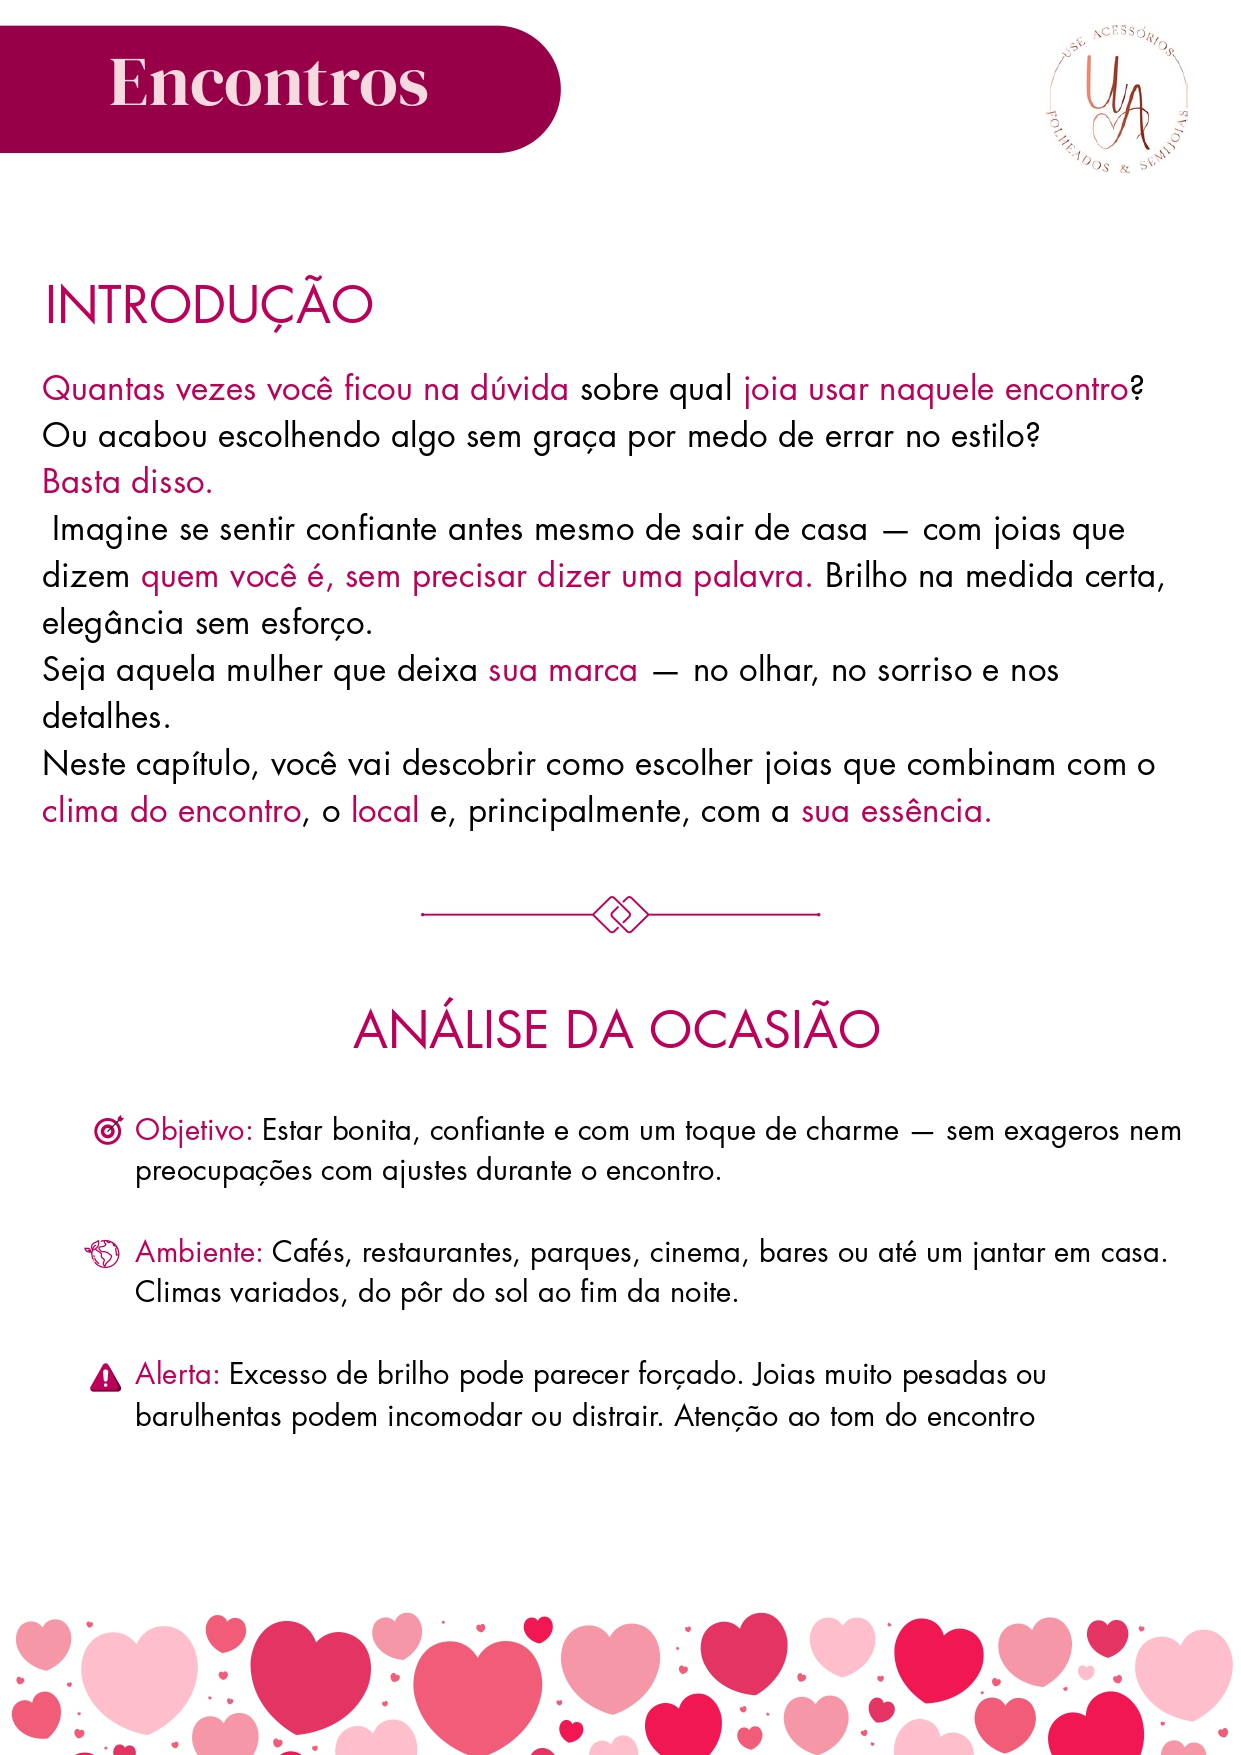 Encontros
USE ACESSÓRIOS
UA
FOLHEADOS & SEMIJOIAS
INTRODUÇÃO
Quantas vezes você ficou na dúvida sobre qual joia usar naquele encontro?
Ou acabou escolhendo algo sem graça por medo de errar no estilo?
Basta disso.
Imagine se sentir confiante antes mesmo de sair de casa — com joias que
dizem quem você é, sem precisar dizer uma palavra. Brilho na medida certa,
elegância sem esforço.
Seja aquela mulher que deixa sua marca — no olhar, no sorriso e nos
detalhes.
Neste capítulo, você vai descobrir como escolher joias que combinam com o
clima do encontro, o local e, principalmente, com a sua essência.
ANÁLISE DA OCASIÃO
Objetivo: Estar bonita, confiante e com um toque de charme — sem exageros nem
preocupações com ajustes durante o encontro.
Ambiente: Cafés, restaurantes, parques, cinema, bares ou até um jantar em casa.
Climas variados, do pôr do sol ao fim da noite.
Alerta: Excesso de brilho pode parecer forçado. Joias muito pesadas ou
barulhentas podem incomodar ou distrair. Atenção ao tom do encontro